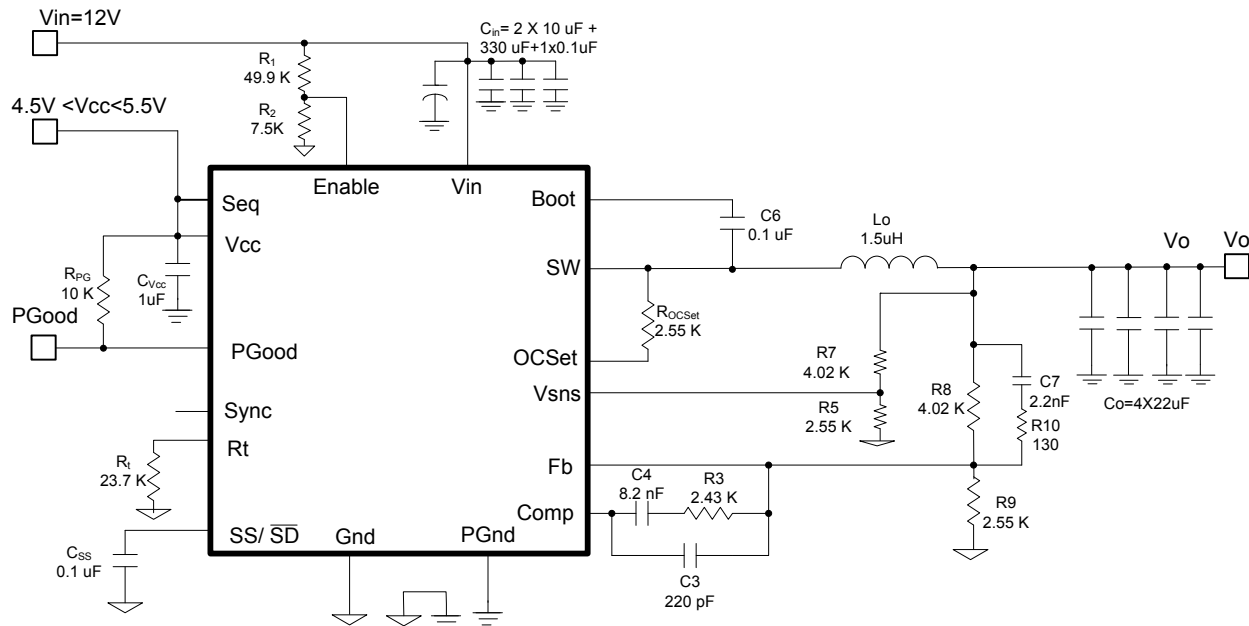 Vin=12V
Cin= 2 X 10 uF +
330 uF+1x0.1uF
R1
49.9 K
4.5V <Vcc<5.5V
R2
7.5K
Enable
Vin
Boot
Seq
C6
0.1 uF
Lo
1.5uH
Vo
Vo
Vcc
SW
RPG
10 K
CVcc
1uF
ROCSet
2.55 K
PGood
PGood
OCSet
R7
4.02 K
C7
2.2nF
R8
4.02 K
Vsns
Co=4X22uF
Sync
R5
2.55 K
R10
130
Rt
Rt
23.7 K
Fb
C4
8.2 nF
R3
2.43 K
R9
2.55 K
Comp
SS/ SD
Gnd
PGnd
CSS
0.1 uF
C3
220 pF